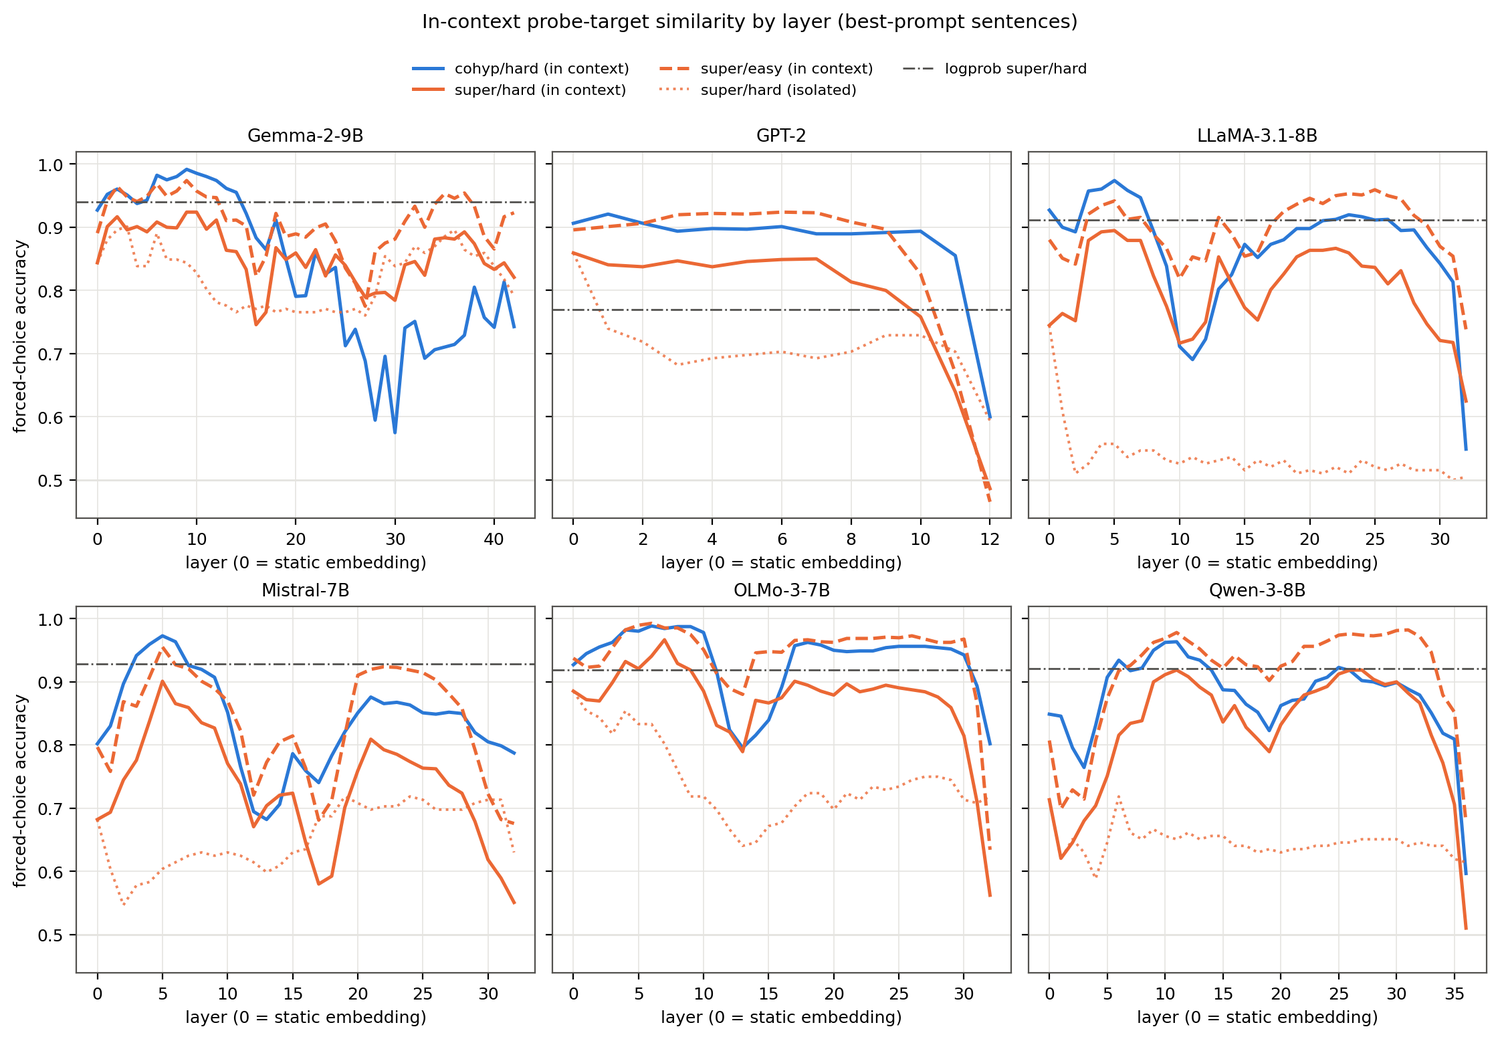 In-context probe-target similarity by layer (best-prompt sentences)
cohyp/hard (in context)
super/hard (in context)
super/easy (in context)
super/hard (isolated)
logprob super/hard
Gemma-2-9B
GPT-2
LLaMA-3.1-8B
forced-choice accuracy
1.0
0.9
0.8
0.7
0.6
0.5
0 10 20 30 40
0 2 4 6 8 10 12
0 5 10 15 20 25 30
layer (0 = static embedding)
layer (0 = static embedding)
layer (0 = static embedding)
Mistral-7B
OLMo-3-7B
Qwen-3-8B
forced-choice accuracy
1.0
0.9
0.8
0.7
0.6
0.5
0 5 10 15 20 25 30
0 5 10 15 20 25 30
0 5 10 15 20 25 30 35
layer (0 = static embedding)
layer (0 = static embedding)
layer (0 = static embedding)